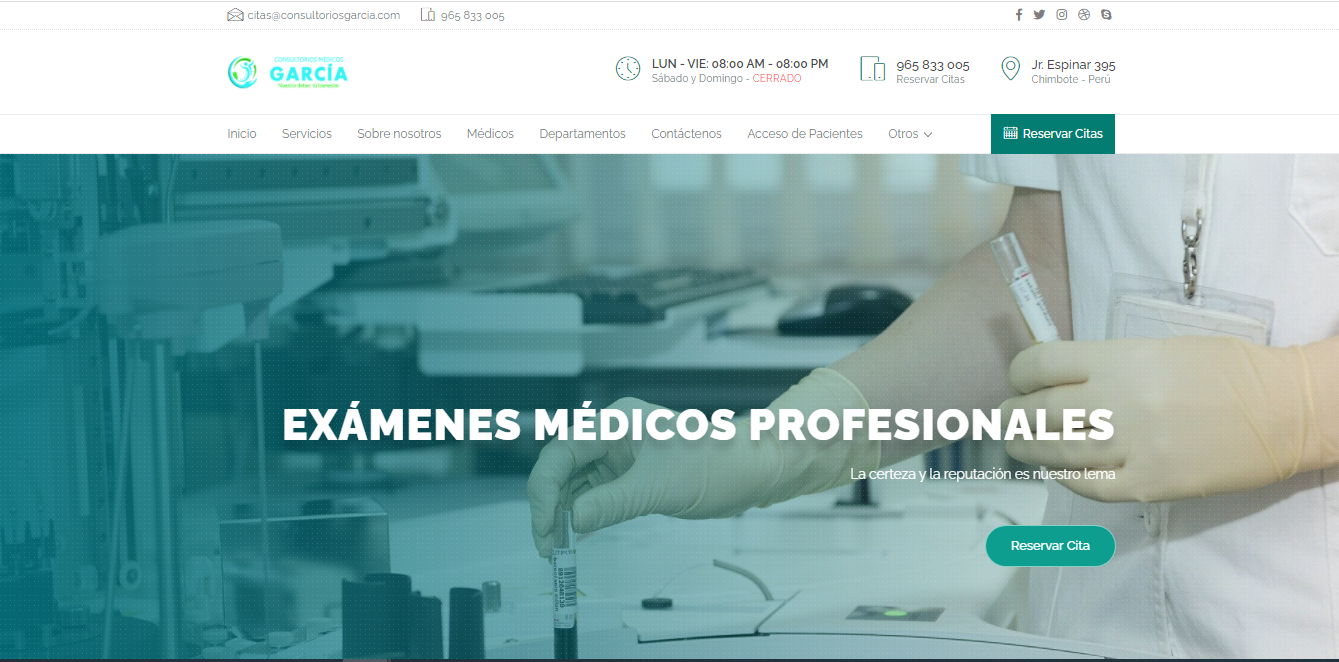 citas@consultoriosgarcia.com 965 833 005
CONSULTORIOS MÉDICOS
GARCÍA
LUN - VIE: 08:00 AM - 08:00 PM
Sábado y Domingo - CERRADO
965 833 005
Reservar Citas
Jr. Espinar 395
Chimbote - Perú
Inicio Servicios Sobre nosotros Médicos Departamentos Contáctenos Acceso de Pacientes Otros Reservar Citas
EXÁMENES MÉDICOS PROFESIONALES
La certeza y la reputación es nuestro lema
Reservar Cita